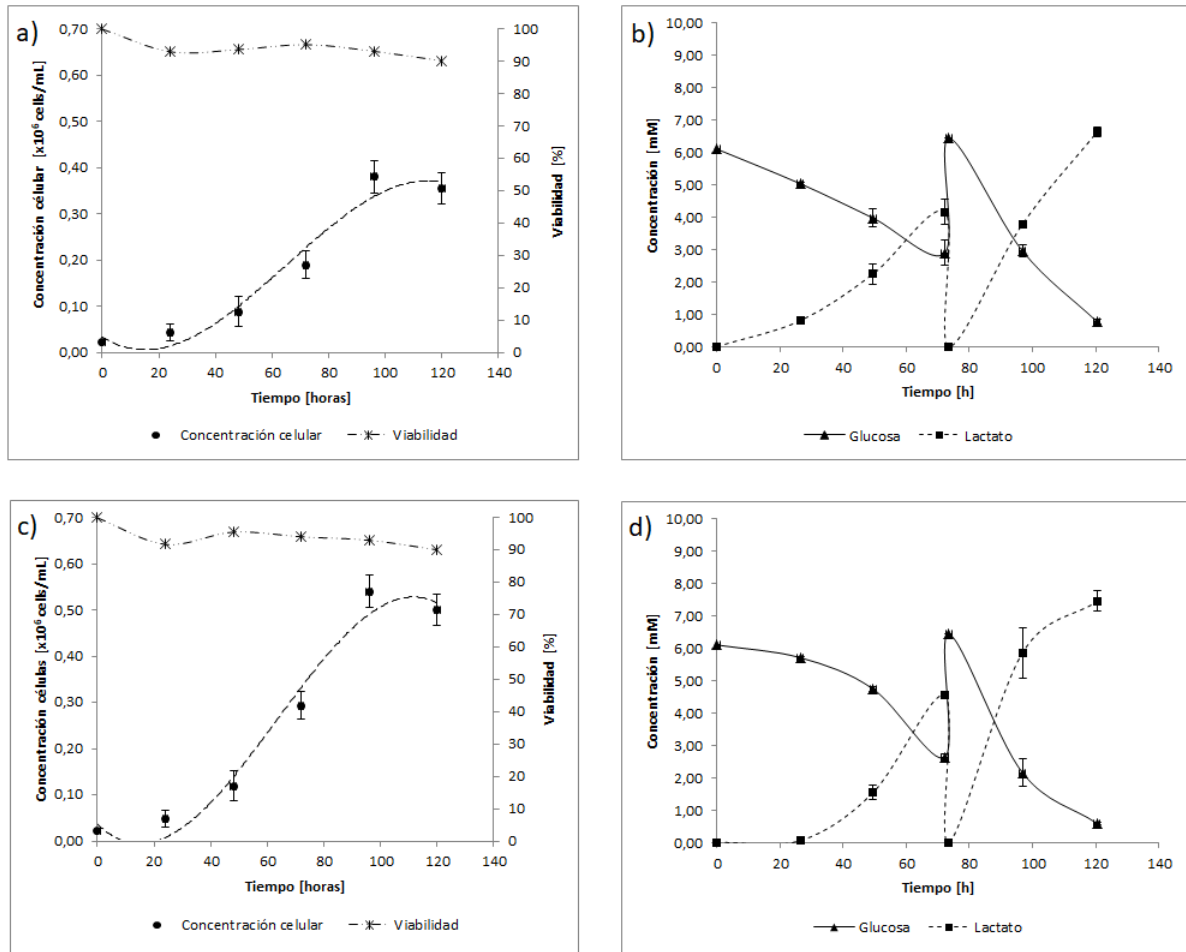 a)
0,70
0,60
0,50
0,40
0,30
0,20
0,10
0,00
Concentración célular [x10⁶ cells/mL]
100
90
80
70
60
50
40
30
20
10
0
Viabilidad [%]
0 20 40 60 80 100 120 140
Tiempo [horas]
Concentración celular Viabilidad
b)
10,00
9,00
8,00
7,00
6,00
5,00
4,00
3,00
2,00
1,00
0,00
Concentración [mM]
0 20 40 60 80 100 120 140
Tiempo [h]
Glucosa Lactato
c)
0,70
0,60
0,50
0,40
0,30
0,20
0,10
0,00
Concentración células [x10⁶ cells/mL]
100
90
80
70
60
50
40
30
20
10
0
Viabilidad [%]
0 20 40 60 80 100 120 140
Tiempo [horas]
Concentración celular Viabilidad
d)
10,00
9,00
8,00
7,00
6,00
5,00
4,00
3,00
2,00
1,00
0,00
Concentración [mM]
0 20 40 60 80 100 120 140
Tiempo [h]
Glucosa Lactato